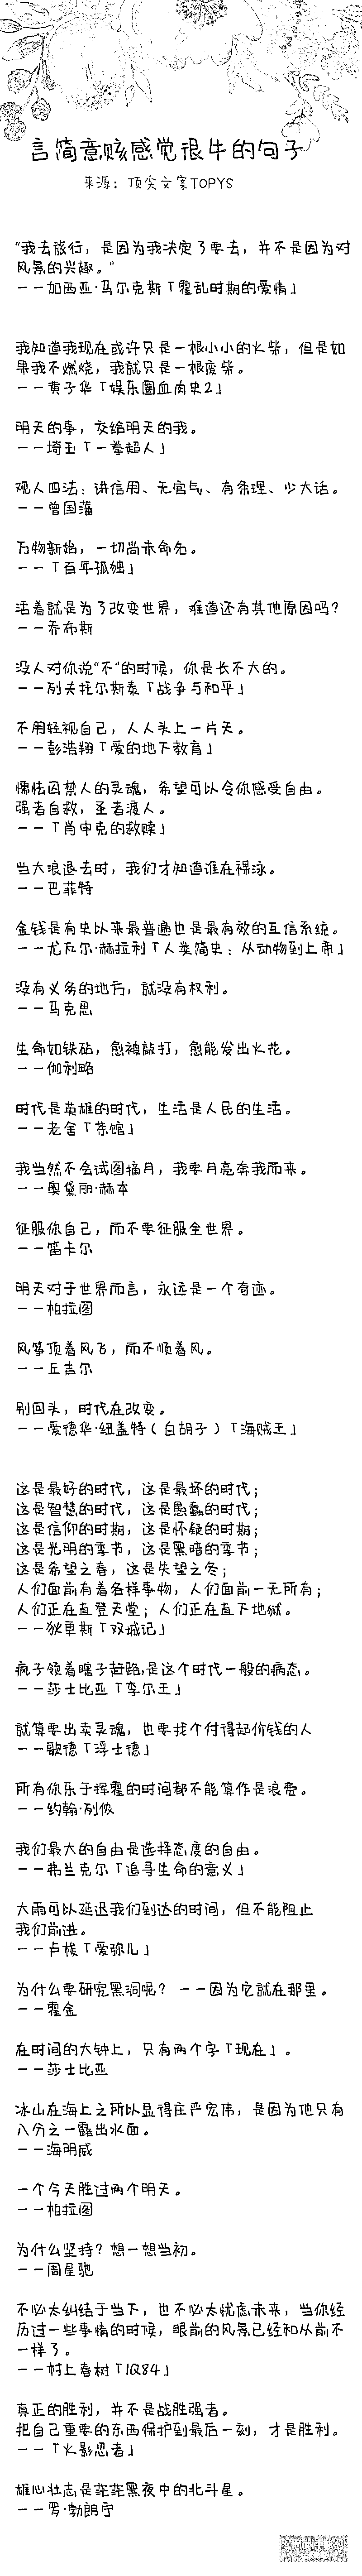 言简意赅感觉很牛的句子
来源：顶尖文案TOPYS
“我去旅行，是因为我决定了要去，并不是因为对
风景的兴趣。”
——加西亚·马尔克斯「霍乱时期的爱情」
我知道我现在或许只是一根小小的火柴，但是如
果我不燃烧，我就只是一根废柴。
——黄子华「娱乐圈血肉史2」
明天的事，交给明天的我。
——埼玉「一拳超人」
观人四法：讲信用、无官气、有条理、少大话。
——曾国藩
万物新始，一切尚未命名。
——「百年孤独」
活着就是为了改变世界，难道还有其他原因吗？
——乔布斯
没人对你说“不”的时候，你是长不大的。
——列夫托尔斯泰「战争与和平」
不用轻视自己，人人头上一片天。
——彭浩翔「爱的地下教育」
懦怯囚禁人的灵魂，希望可以令你感受自由。
强者自救，圣者渡人。
——「肖申克的救赎」
当大浪退去时，我们才知道谁在裸泳。
——巴菲特
金钱是有史以来最普遍也是最有效的互信系统。
——尤瓦尔·赫拉利「人类简史：从动物到上帝」
没有义务的地方，就没有权利。
——马克思
生命如铁砧，愈被敲打，愈能发出火花。
——伽利略
时代是英雄的时代，生活是人民的生活。
——老舍「茶馆」
我当然不会试图摘月，我要月亮奔我而来。
——奥黛丽·赫本
征服你自己，而不要征服全世界。
——笛卡尔
明天对于世界而言，永远是一个奇迹。
——柏拉图
风筝顶着风飞，而不顺着风。
——丘吉尔
别回头，时代在改变。
——爱德华·纽盖特（白胡子）「海贼王」
这是最好的时代，这是最坏的时代；
这是智慧的时代，这是愚蠢的时代；
这是信仰的时期，这是怀疑的时期；
这是光明的季节，这是黑暗的季节；
这是希望之春，这是失望之冬；
人们面前有着各样事物，人们面前一无所有；
人们正在直登天堂；人们正在直下地狱。
——狄更斯「双城记」
疯子领着瞎子赶路,是这个时代一般的病态。
——莎士比亚「李尔王」
就算要出卖灵魂，也要找个付得起价钱的人
——歌德「浮士德」
所有你乐于挥霍的时间都不能算作是浪费。
——约翰·列侬
我们最大的自由是选择态度的自由。
——弗兰克尔「追寻生命的意义」
大雨可以延迟我们到达的时间，但不能阻止
我们前进。
——卢梭「爱弥儿」
为什么要研究黑洞呢？ ——因为它就在那里。
——霍金
在时间的大钟上，只有两个字「现在」。
——莎士比亚
冰山在海上之所以显得庄严宏伟，是因为他只有
八分之一露出水面。
——海明威
一个今天胜过两个明天。
——柏拉图
为什么坚持？想一想当初。
——周星驰
不必太纠结于当下，也不必太忧虑未来，当你经
历过一些事情的时候，眼前的风景已经和从前不
一样了。
——村上春树「1Q84」
真正的胜利，并不是战胜强者。
把自己重要的东西保护到最后一刻，才是胜利。
——「火影忍者」
雄心壮志是茫茫黑夜中的北斗星。
——罗·勃朗宁
Mori手帐